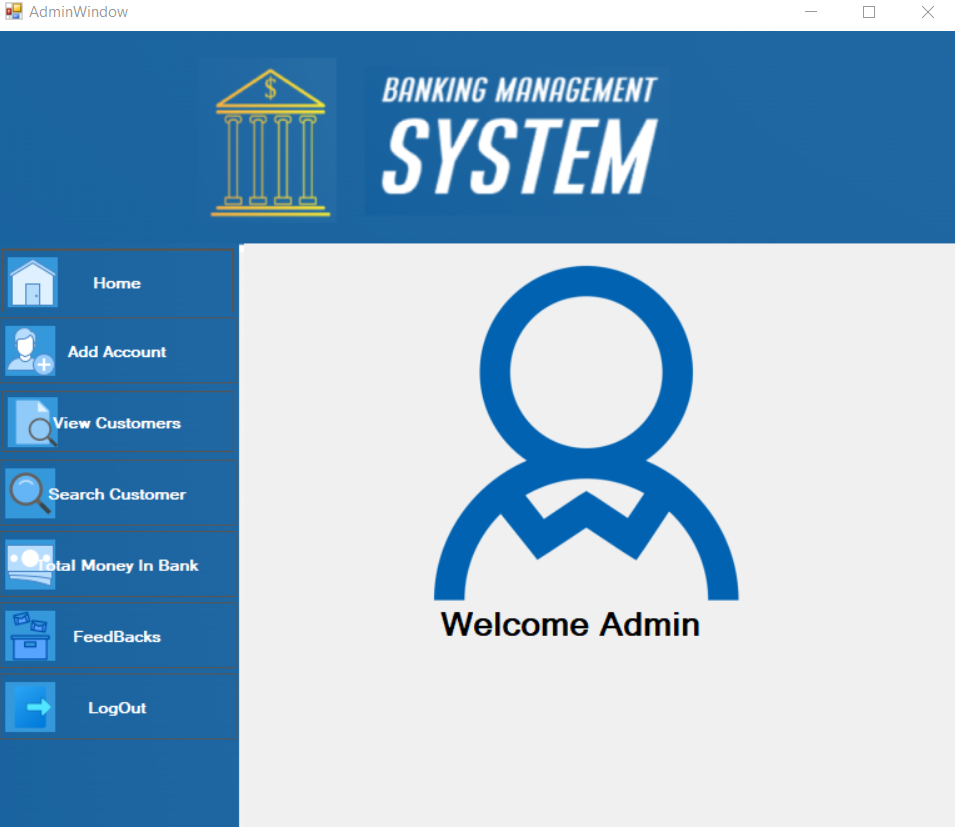 AdminWindow
$
BANKING MANAGEMENT
SYSTEM
Home
Add Account
View Customers
Search Customer
Total Money In Bank
FeedBacks
LogOut
Welcome Admin